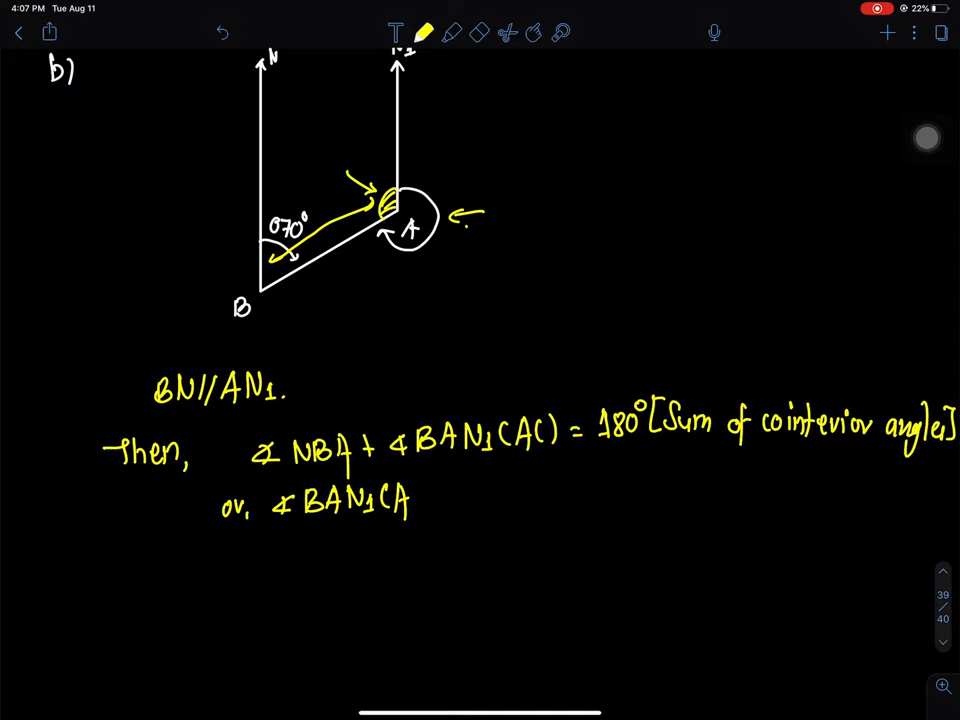 4:07 PM Tue Aug 11
22%
b)
N
N1
070°
A
B
39
/
40
BN//AN1.
Then, ∡ NBA + ∡ BAN1(AC) = 180° [Sum of cointerior angles]
or, ∡ BAN1(A